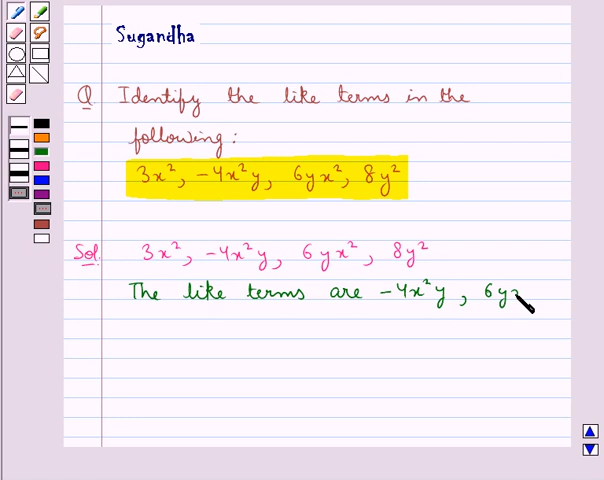 Sugandha
Q Identify the like terms in the
following:
3x², -4x²y, 6yx², 8y²
Sol. 3x², -4x²y, 6yx², 8y²
The like terms are -4x²y, 6y